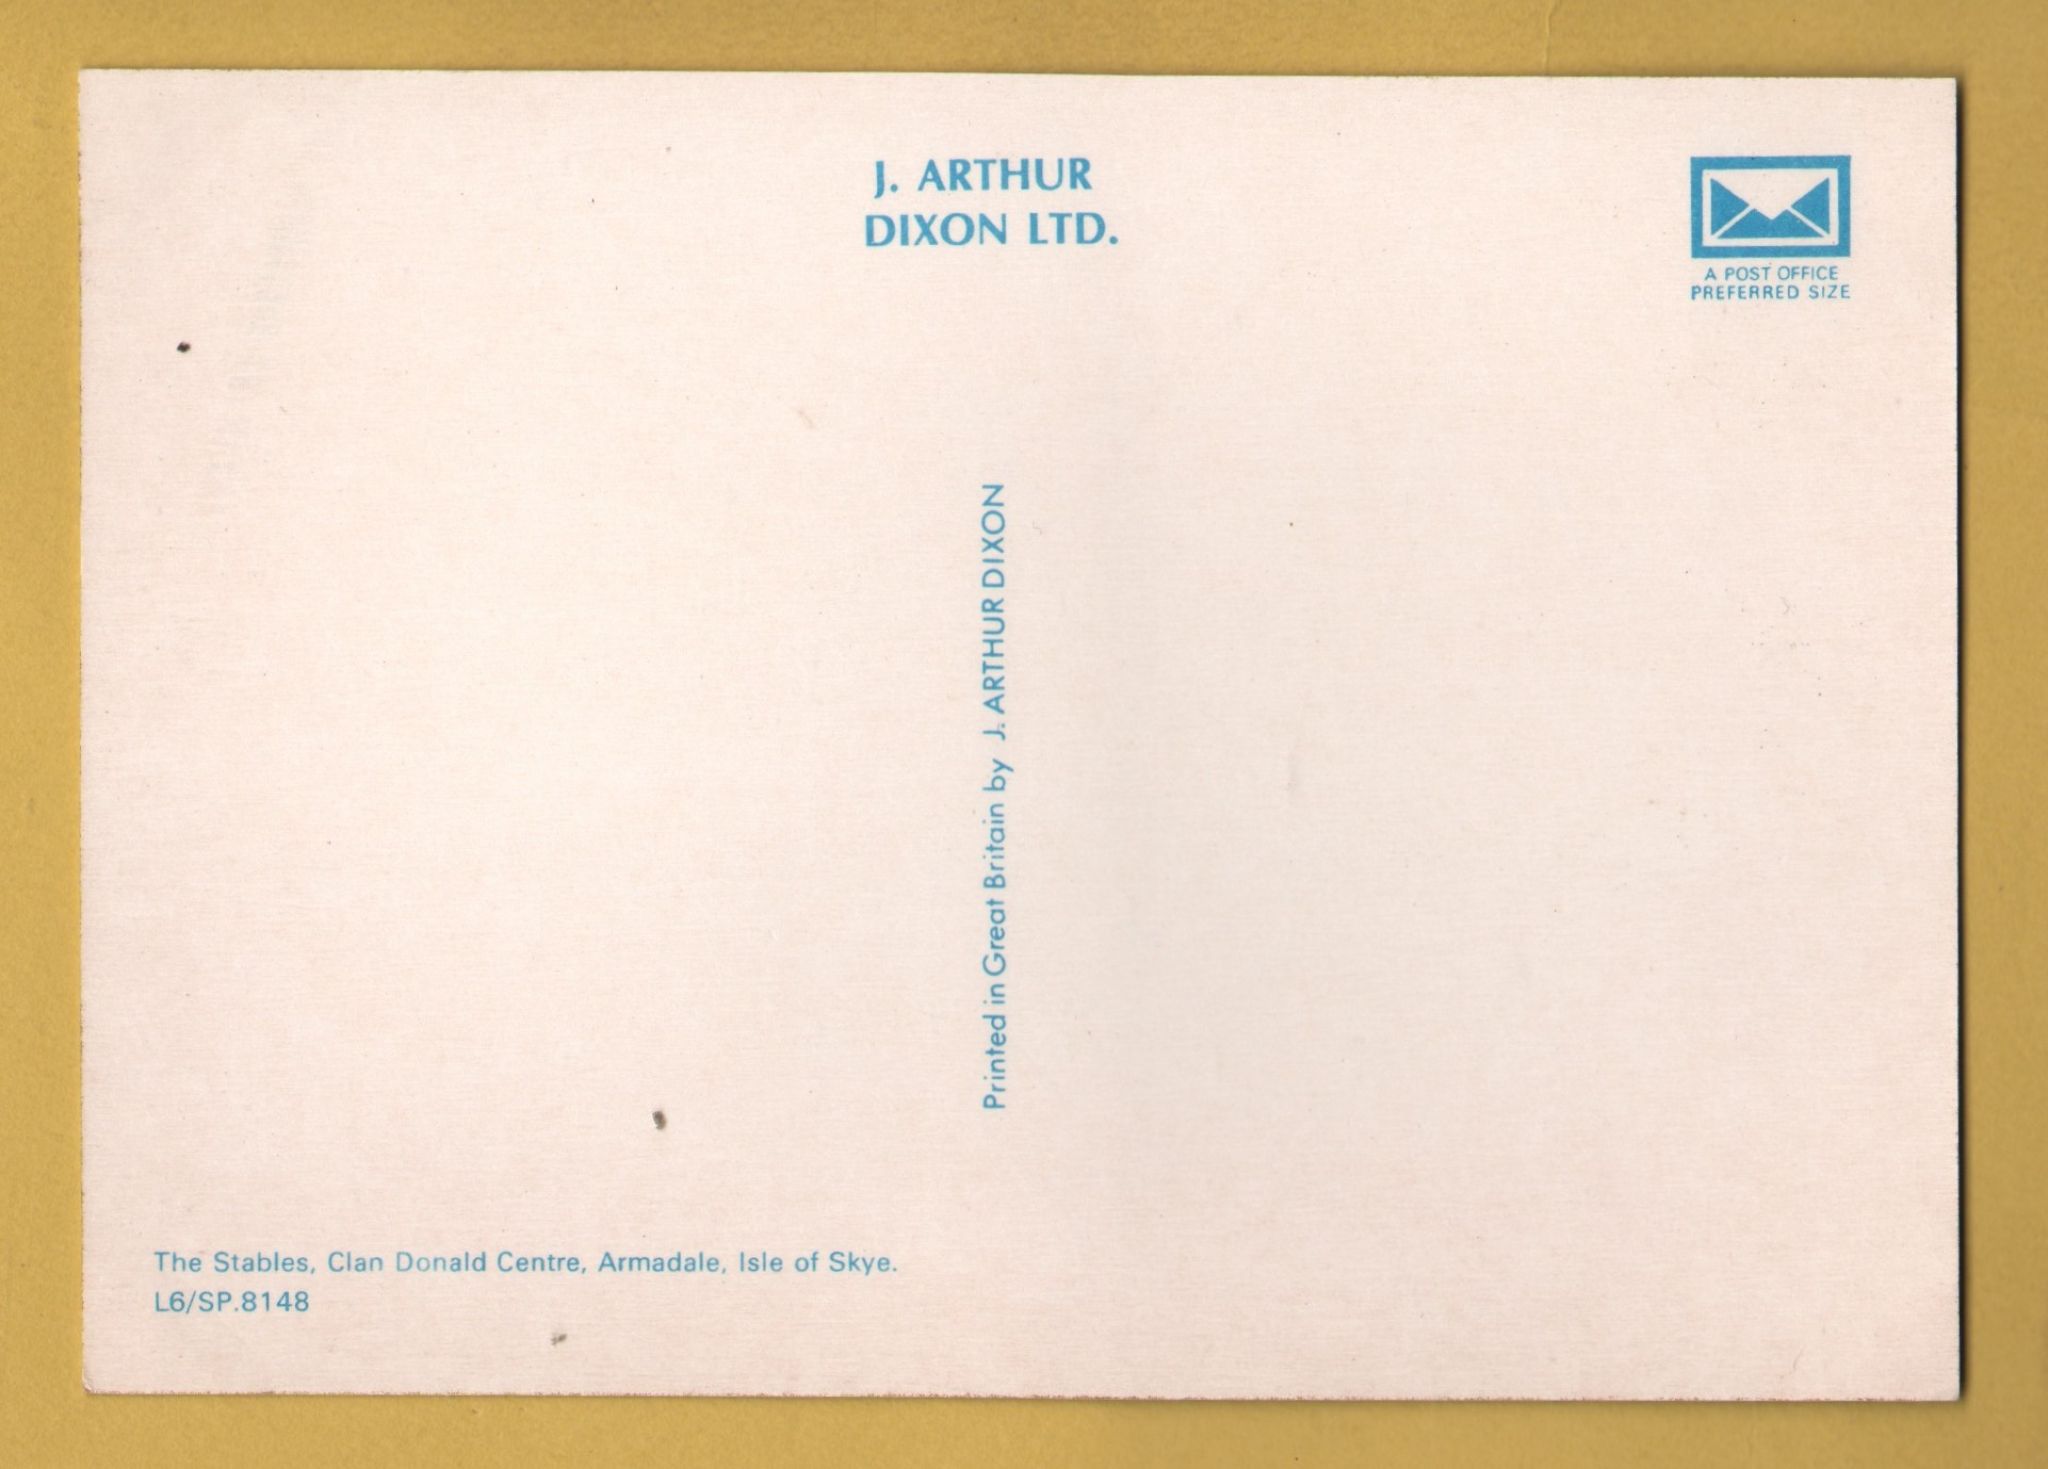 J. ARTHUR
DIXON LTD.
A POST OFFICE
PREFERRED SIZE
Printed in Great Britain by J. ARTHUR DIXON
The Stables, Clan Donald Centre, Armadale, Isle of Skye.
L6/SP.8148